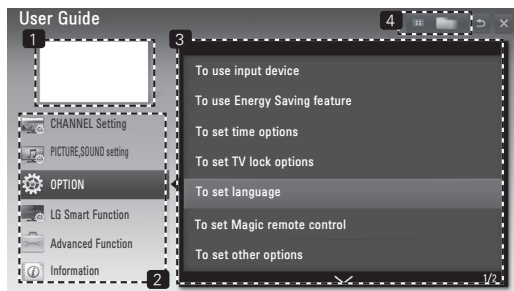 User Guide
1
3
4
To use input device
To use Energy Saving feature
To set time options
To set TV lock options
To set language
To set Magic remote control
To set other options
1/2
CHANNEL Setting
PICTURE,SOUND setting
OPTION
LG Smart Function
Advanced Function
Information
2